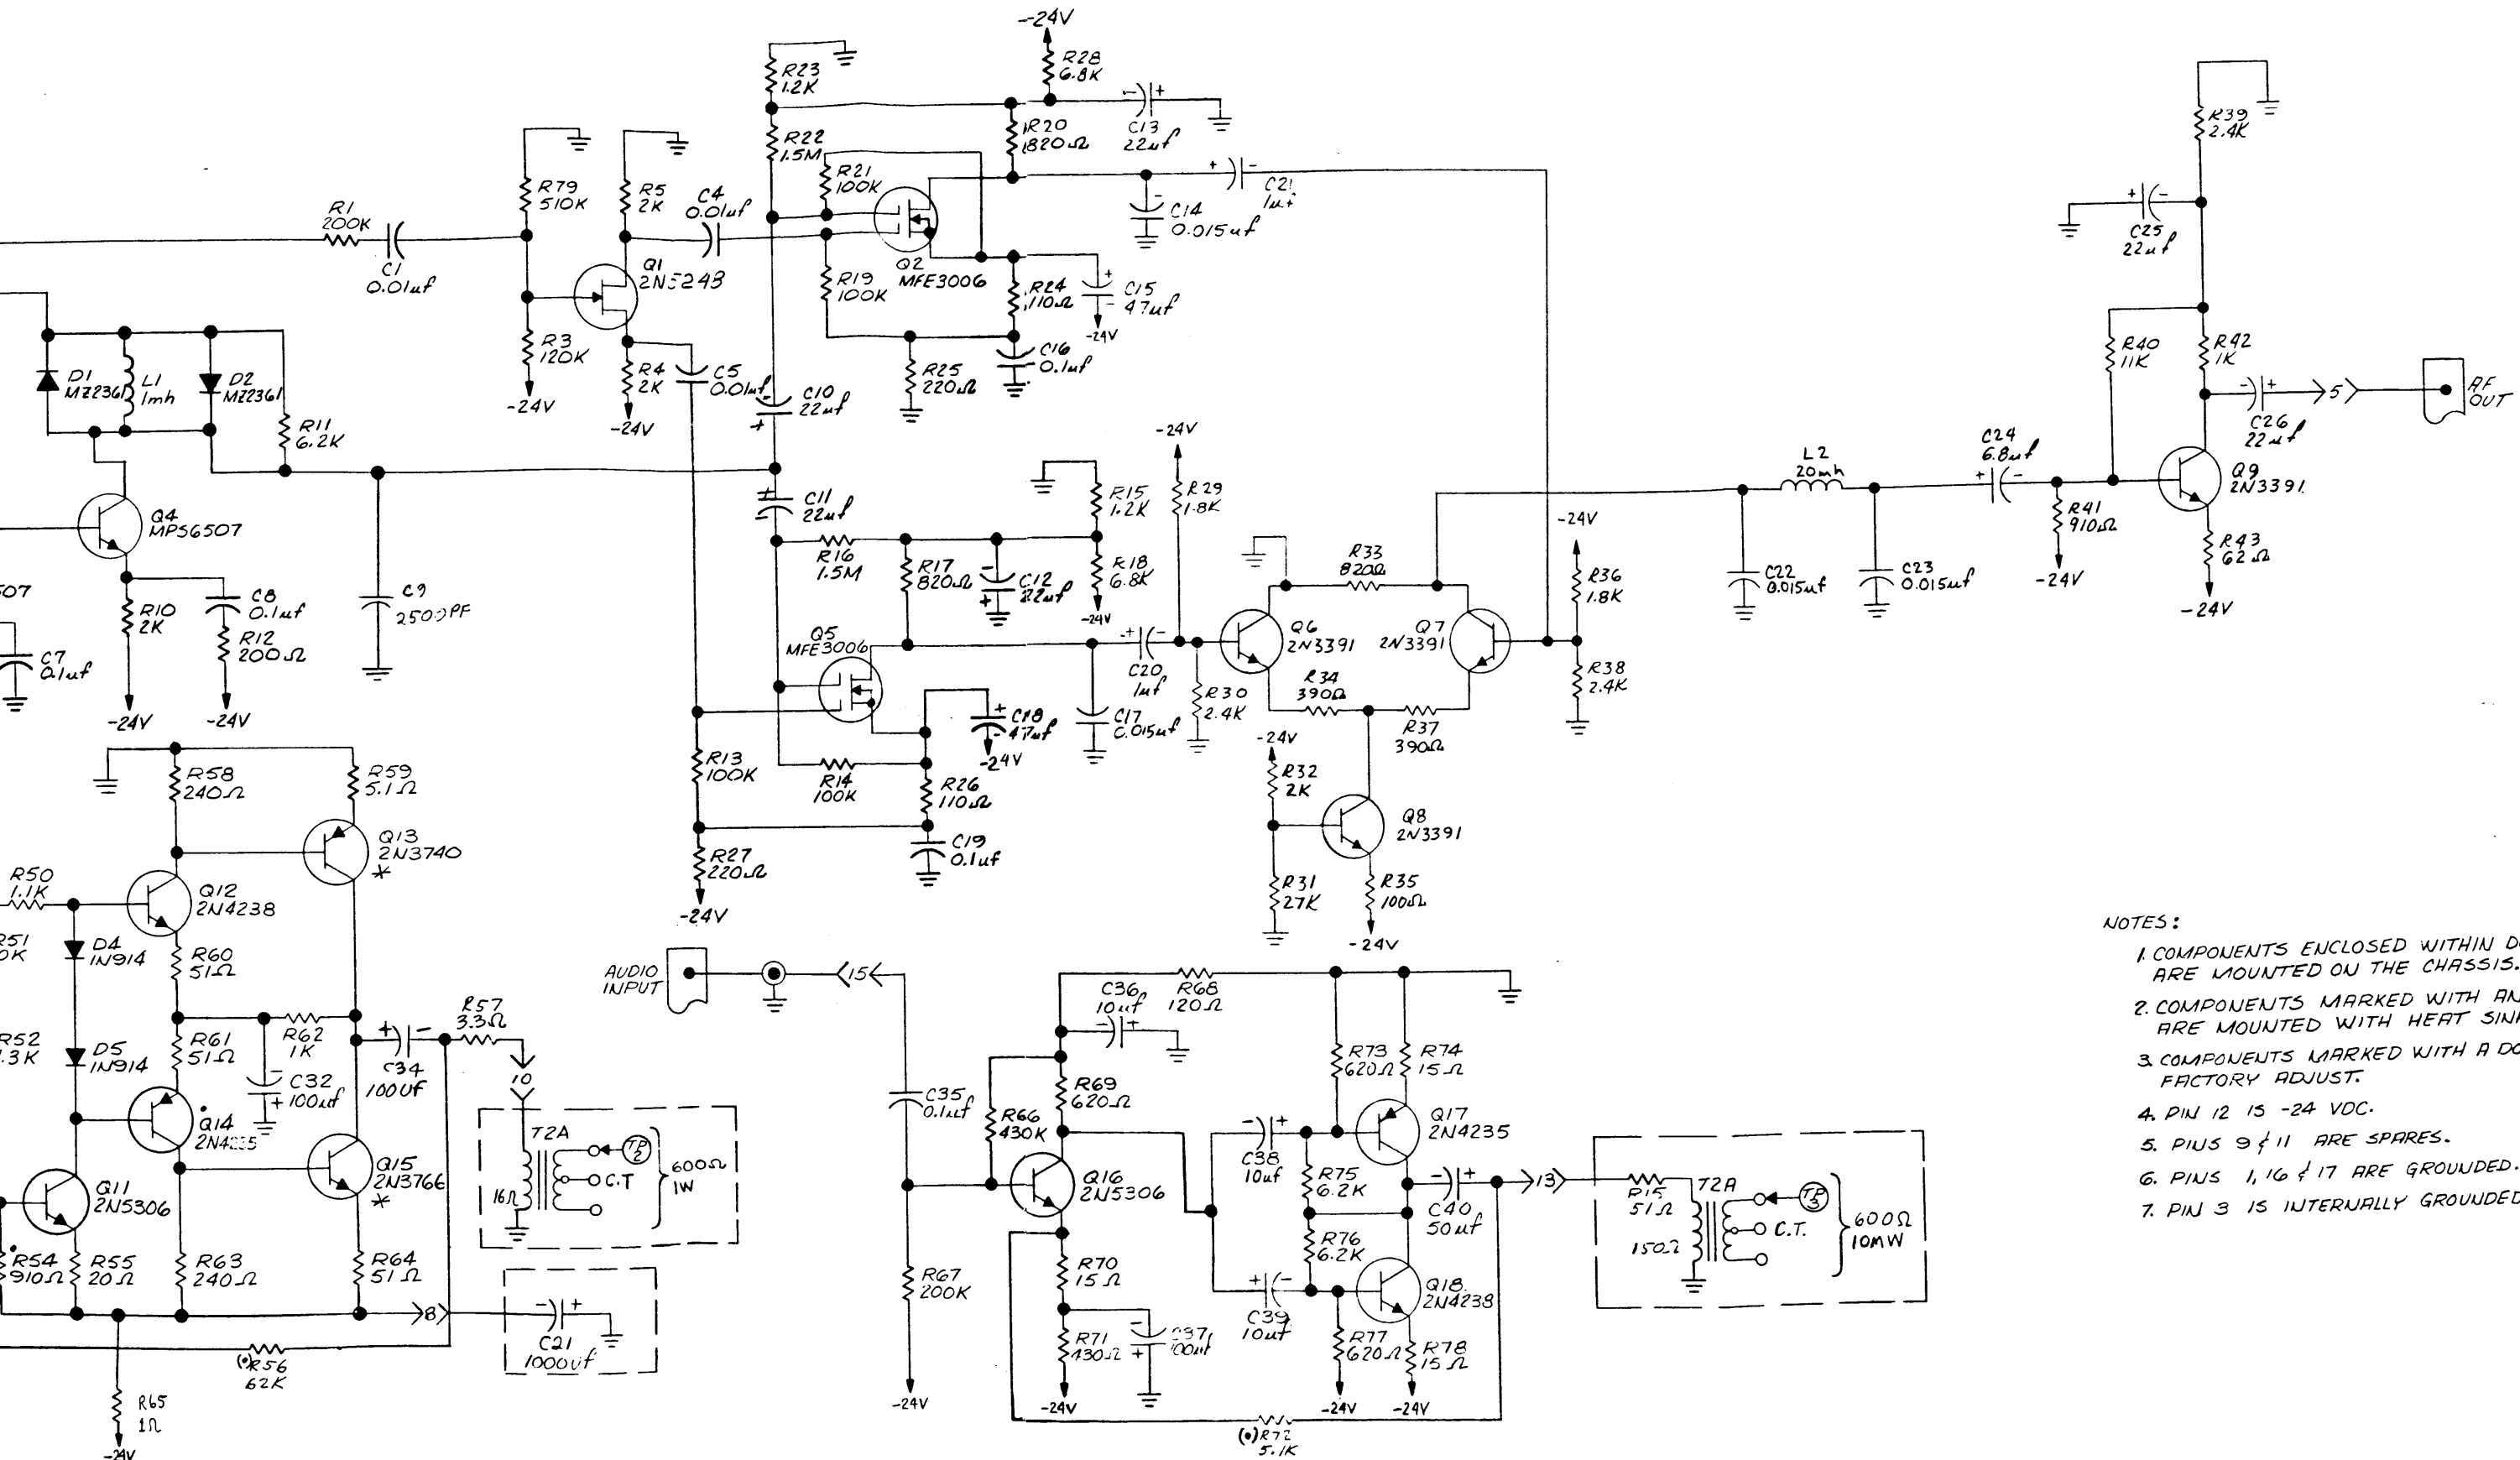 --24V
R28
6.8K
R23
1.2K
R20
820Ω
C13
22uf
R22
1.5M
R21
100K
C21
1uf
C14
0.015uf
R39
2.4K
C25
22uf
R79
510K
R5
2K
C4
0.01uf
R1
200K
C1
0.01uf
Q1
Q2
MFE3006
R19
100K
R24
110Ω
C15
47uf
-24V
C16
0.1uf
R25
220Ω
R3
120K
-24V
R4
2K
-24V
C5
0.01uf
C10
22uf
D1
MZ2361
L1
1mh
D2
MZ2361
R11
6.2K
R40
11K
R42
1K
C26
22uf
5
AF
OUT
Q4
MPS6507
C11
22uf
R16
1.5M
R17
820Ω
C12
22uf
R15
1.2K
R18
6.8K
-24V
-24V
R29
1.8K
L2
20mh
C24
6.8uf
Q9
2N3391
R41
910Ω
-24V
R43
62Ω
-24V
C22
0.015uf
C23
0.015uf
-24V
R36
1.8K
R33
820Ω
507
C7
0.1uf
R10
2K
C8
0.1uf
R12
200Ω
-24V
-24V
C9
2500PF
Q5
MFE3006
C20
1uf
Q6
2N3391
Q7
2N3391
R34
390Ω
R37
390Ω
R38
2.4K
R30
2.4K
C17
0.015uf
C18
47uf
-24V
R13
100K
R14
100K
R26
110Ω
C19
0.1uf
R27
220Ω
-24V
-24V
R32
2K
Q8
2N3391
R31
27K
R35
100Ω
-24V
R58
240Ω
R59
5.1Ω
Q13
2N3740
*
R50
1.1K
Q12
2N4238
D4
1N914
R60
51Ω
R51
0K
R52
.3K
D5
1N914
R61
51Ω
R62
1K
C32
100uf
C34
100UF
R57
3.3Ω
10
Q14
Q15
2N3766
*
Q11
2N5306
R54
910Ω
R55
20Ω
R63
240Ω
R64
51Ω
8
C21
1000uf
(•)R56
62K
R65
1Ω
-24V
T2A
16Ω
TP
2
C.T
600Ω
1W
AUDIO
INPUT
15
C35
0.1uf
C36
10uf
R68
120Ω
R69
620Ω
R66
430K
Q16
2N5306
R67
200K
-24V
R70
15Ω
R71
430Ω
-24V
C37
100uf
R73
620Ω
R74
15Ω
Q17
2N4235
C38
10uf
R75
6.2K
R76
6.2K
C40
50uf
13
C39
10uf
Q18
2N4238
R77
620Ω
R78
15Ω
-24V
-24V
(•)R72
5.1K
R15
51Ω
T2A
150Ω
TP
3
C.T.
600Ω
10MW
NOTES:
1. COMPONENTS ENCLOSED WITHIN D
ARE MOUNTED ON THE CHASSIS.
2. COMPONENTS MARKED WITH AN
ARE MOUNTED WITH HEAT SIN
3. COMPONENTS MARKED WITH A DO
FACTORY ADJUST.
4. PIN 12 IS -24 VDC.
5. PINS 9 & 11 ARE SPARES.
6. PINS 1, 16 & 17 ARE GROUNDED.
7. PIN 3 IS INTERNALLY GROUNDED